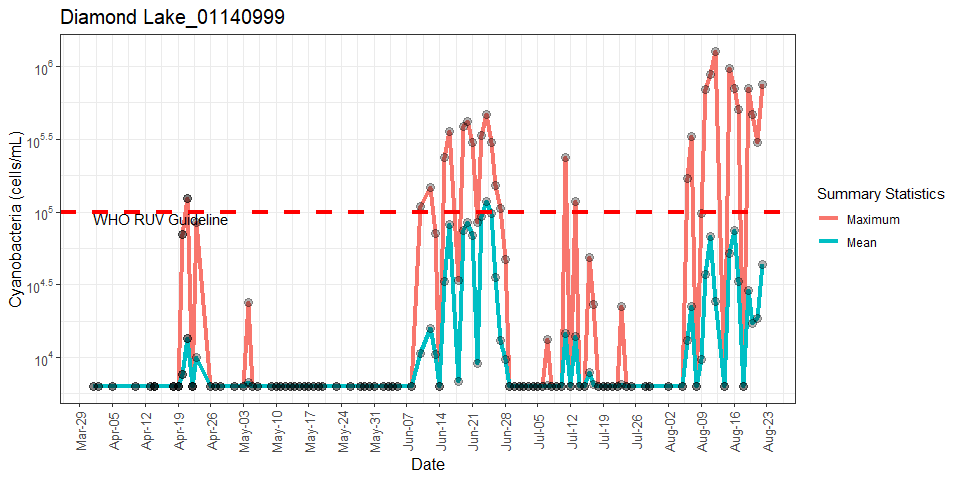 Diamond Lake_01140999
Cyanobacteria (cells/mL)
10^6
10^5.5
10^5
10^4.5
10^4
WHO RUV Guideline
Mar-29
Apr-05
Apr-12
Apr-19
Apr-26
May-03
May-10
May-17
May-24
May-31
Jun-07
Jun-14
Jun-21
Jun-28
Jul-05
Jul-12
Jul-19
Jul-26
Aug-02
Aug-09
Aug-16
Aug-23
Date
Summary Statistics
Maximum
Mean